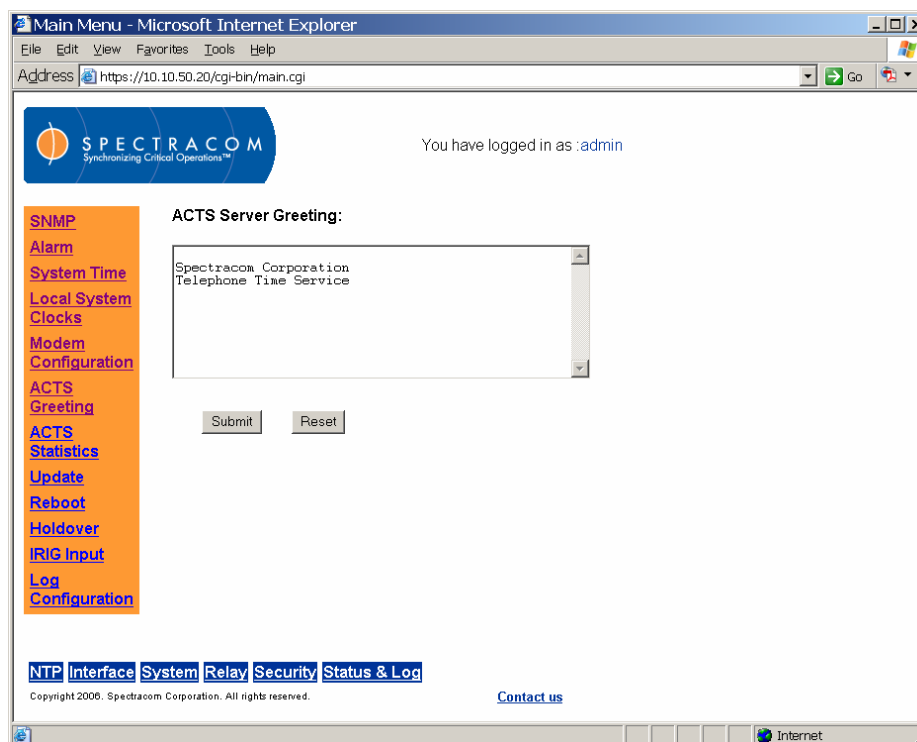 Main Menu - Microsoft Internet Explorer
File Edit View Favorites Tools Help
Address https://10.10.50.20/cgi-bin/main.cgi Go
SPECTRACOM
Synchronizing Critical Operations™
You have logged in as :admin
SNMP
Alarm
System Time
Local System
Clocks
Modem
Configuration
ACTS
Greeting
ACTS
Statistics
Update
Reboot
Holdover
IRIG Input
Log
Configuration
ACTS Server Greeting:
Spectracom Corporation
Telephone Time Service
Submit Reset
NTP Interface System Relay Security Status & Log
Copyright 2006. Spectracom Corporation. All rights reserved. Contact us
Internet